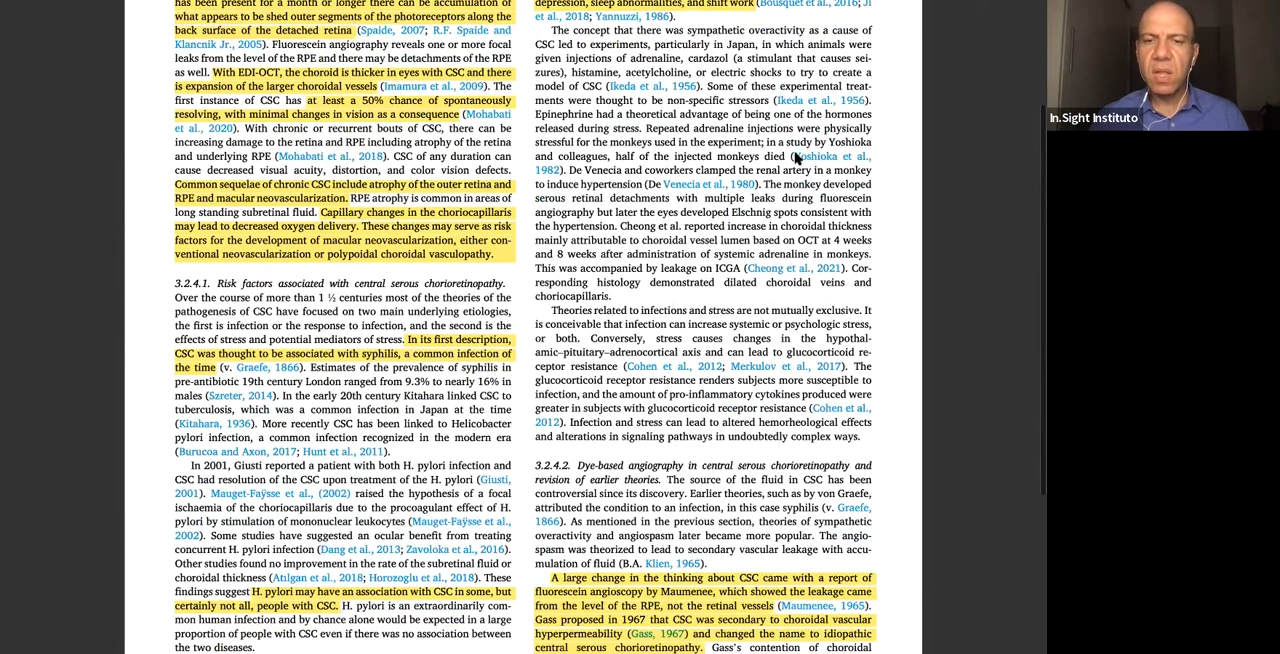 has been present for a month or longer there can be accumulation of
what appears to be shed outer segments of the photoreceptors along the
back surface of the detached retina (Spaide, 2007; R.F. Spaide and
Klancnik Jr., 2005). Fluorescein angiography reveals one or more focal
leaks from the level of the RPE and there may be detachments of the RPE
as well. With EDI-OCT, the choroid is thicker in eyes with CSC and there
is expansion of the larger choroidal vessels (Imamura et al., 2009). The
first instance of CSC has at least a 50% chance of spontaneously
resolving, with minimal changes in vision as a consequence (Mohabati
et al., 2020). With chronic or recurrent bouts of CSC, there can be
increasing damage to the retina and RPE including atrophy of the retina
and underlying RPE (Mohabati et al., 2018). CSC of any duration can
cause decreased visual acuity, distortion, and color vision defects.
Common sequelae of chronic CSC include atrophy of the outer retina and
RPE and macular neovascularization. RPE atrophy is common in areas of
long standing subretinal fluid. Capillary changes in the choriocapillaris
may lead to decreased oxygen delivery. These changes may serve as risk
factors for the development of macular neovascularization, either con-
ventional neovascularization or polypoidal choroidal vasculopathy.
3.2.4.1. Risk factors associated with central serous chorioretinopathy.
Over the course of more than 1 ½ centuries most of the theories of the
pathogenesis of CSC have focused on two main underlying etiologies,
the first is infection or the response to infection, and the second is the
effects of stress and potential mediators of stress. In its first description,
CSC was thought to be associated with syphilis, a common infection of
the time (v. Graefe, 1866). Estimates of the prevalence of syphilis in
pre-antibiotic 19th century London ranged from 9.3% to nearly 16% in
males (Szreter, 2014). In the early 20th century Kitahara linked CSC to
tuberculosis, which was a common infection in Japan at the time
(Kitahara, 1936). More recently CSC has been linked to Helicobacter
pylori infection, a common infection recognized in the modern era
(Burucoa and Axon, 2017; Hunt et al., 2011).
In 2001, Giusti reported a patient with both H. pylori infection and
CSC had resolution of the CSC upon treatment of the H. pylori (Giusti,
2001). Mauget-Faÿsse et al., (2002) raised the hypothesis of a focal
ischaemia of the choriocapillaris due to the procoagulant effect of H.
pylori by stimulation of mononuclear leukocytes (Mauget-Faÿsse et al.,
2002). Some studies have suggested an ocular benefit from treating
concurrent H. pylori infection (Dang et al., 2013; Zavoloka et al., 2016).
Other studies found no improvement in the rate of the subretinal fluid or
choroidal thickness (Atılgan et al., 2018; Horozoglu et al., 2018). These
findings suggest H. pylori may have an association with CSC in some, but
certainly not all, people with CSC. H. pylori is an extraordinarily com-
mon human infection and by chance alone would be expected in a large
proportion of people with CSC even if there was no association between
the two diseases.
depression, sleep abnormalities, and shift work (Bousquet et al., 2016; Ji
et al., 2018; Yannuzzi, 1986).
The concept that there was sympathetic overactivity as a cause of
CSC led to experiments, particularly in Japan, in which animals were
given injections of adrenaline, cardazol (a stimulant that causes sei-
zures), histamine, acetylcholine, or electric shocks to try to create a
model of CSC (Ikeda et al., 1956). Some of these experimental treat-
ments were thought to be non-specific stressors (Ikeda et al., 1956).
Epinephrine had a theoretical advantage of being one of the hormones
released during stress. Repeated adrenaline injections were physically
stressful for the monkeys used in the experiment; in a study by Yoshioka
and colleagues, half of the injected monkeys died (Yoshioka et al.,
1982). De Venecia and coworkers clamped the renal artery in a monkey
to induce hypertension (De Venecia et al., 1980). The monkey developed
serous retinal detachments with multiple leaks during fluorescein
angiography but later the eyes developed Elschnig spots consistent with
the hypertension. Cheong et al. reported increase in choroidal thickness
mainly attributable to choroidal vessel lumen based on OCT at 4 weeks
and 8 weeks after administration of systemic adrenaline in monkeys.
This was accompanied by leakage on ICGA (Cheong et al., 2021). Cor-
responding histology demonstrated dilated choroidal veins and
choriocapillaris.
Theories related to infections and stress are not mutually exclusive. It
is conceivable that infection can increase systemic or psychologic stress,
or both. Conversely, stress causes changes in the hypothal-
amic–pituitary–adrenocortical axis and can lead to glucocorticoid re-
ceptor resistance (Cohen et al., 2012; Merkulov et al., 2017). The
glucocorticoid receptor resistance renders subjects more susceptible to
infection, and the amount of pro-inflammatory cytokines produced were
greater in subjects with glucocorticoid receptor resistance (Cohen et al.,
2012). Infection and stress can lead to altered hemorheological effects
and alterations in signaling pathways in undoubtedly complex ways.
3.2.4.2. Dye-based angiography in central serous chorioretinopathy and
revision of earlier theories. The source of the fluid in CSC has been
controversial since its discovery. Earlier theories, such as by von Graefe,
attributed the condition to an infection, in this case syphilis (v. Graefe,
1866). As mentioned in the previous section, theories of sympathetic
overactivity and angiospasm later became more popular. The angio-
spasm was theorized to lead to secondary vascular leakage with accu-
mulation of fluid (B.A. Klien, 1965).
A large change in the thinking about CSC came with a report of
fluorescein angioscopy by Maumenee, which showed the leakage came
from the level of the RPE, not the retinal vessels (Maumenee, 1965).
Gass proposed in 1967 that CSC was secondary to choroidal vascular
hyperpermeability (Gass, 1967) and changed the name to idiopathic
central serous chorioretinopathy. Gass's contention of choroidal
In.Sight Instituto